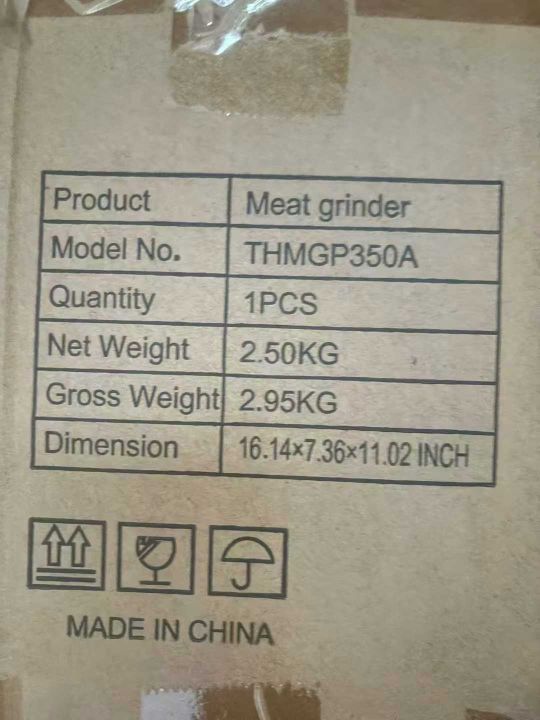 Product Meat grinder
Model No. THMGP350A
Quantity 1PCS
Net Weight 2.50KG
Gross Weight 2.95KG
Dimension 16.14×7.36×11.02 INCH
MADE IN CHINA